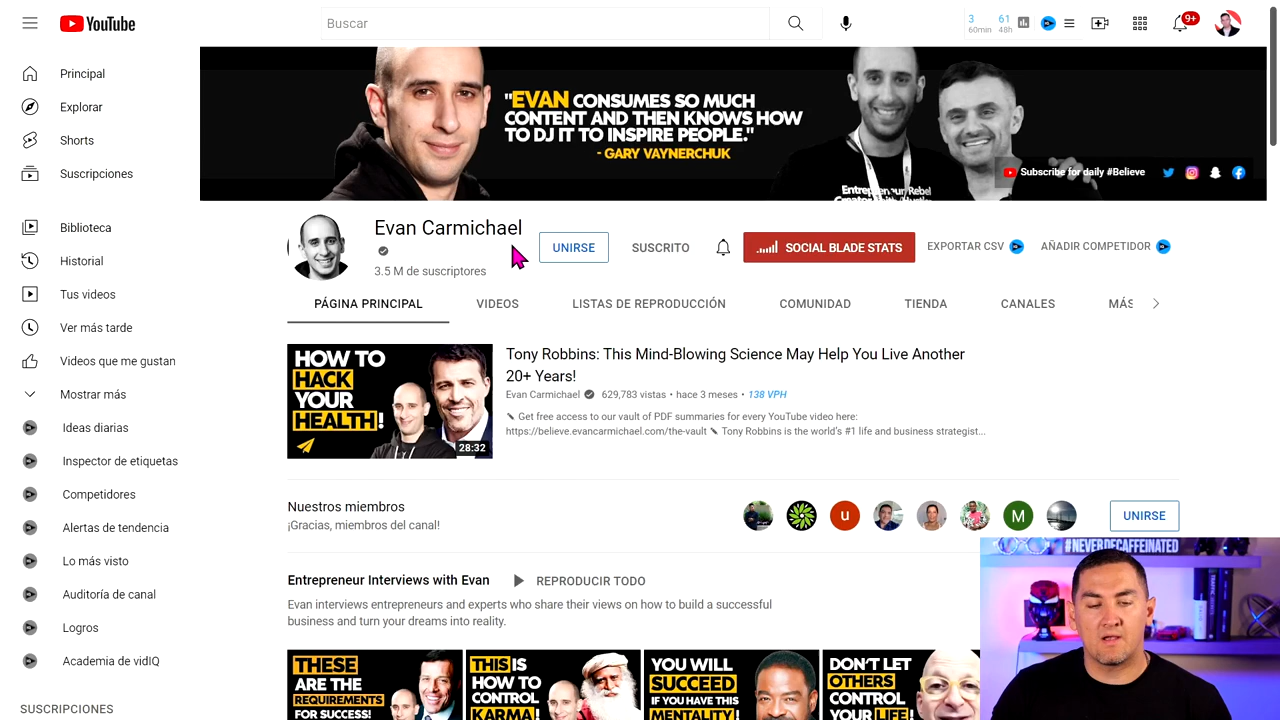 YouTube
Buscar
3
60min
61
48h
9+
Principal
Explorar
Shorts
Suscripciones
Biblioteca
Historial
Tus videos
Ver más tarde
Videos que me gustan
Mostrar más
Ideas diarias
Inspector de etiquetas
Competidores
Alertas de tendencia
Lo más visto
Auditoría de canal
Logros
Academia de vidIQ
SUSCRIPCIONES
"EVAN CONSUMES SO MUCH
CONTENT AND THEN KNOWS HOW
TO DJ IT TO INSPIRE PEOPLE."
- GARY VAYNERCHUK
Subscribe for daily #Believe
Evan Carmichael
3.5 M de suscriptores
UNIRSE
SUSCRITO
SOCIAL BLADE STATS
EXPORTAR CSV
AÑADIR COMPETIDOR
PÁGINA PRINCIPAL
VIDEOS
LISTAS DE REPRODUCCIÓN
COMUNIDAD
TIENDA
CANALES
MÁS
HOW TO
HACK
YOUR
HEALTH!
28:32
Tony Robbins: This Mind-Blowing Science May Help You Live Another
20+ Years!
Evan Carmichael 629,783 vistas • hace 3 meses • 138 VPH
Get free access to our vault of PDF summaries for every YouTube video here:
https://believe.evancarmichael.com/the-vault Tony Robbins is the world's #1 life and business strategist...
Nuestros miembros
¡Gracias, miembros del canal!
u
M
UNIRSE
Entrepreneur Interviews with Evan
REPRODUCIR TODO
Evan interviews entrepreneurs and experts who share their views on how to build a successful
business and turn your dreams into reality.
THESE
ARE THE
REQUIREMENTS
FOR SUCCESS!
THIS IS
HOW TO
CONTROL
KARMA!
YOU WILL
SUCCEED
IF YOU HAVE THIS
MENTALITY!
DON'T LET
OTHERS
CONTROL
YOUR LIFE!
#NEVERDECAFFEINATED